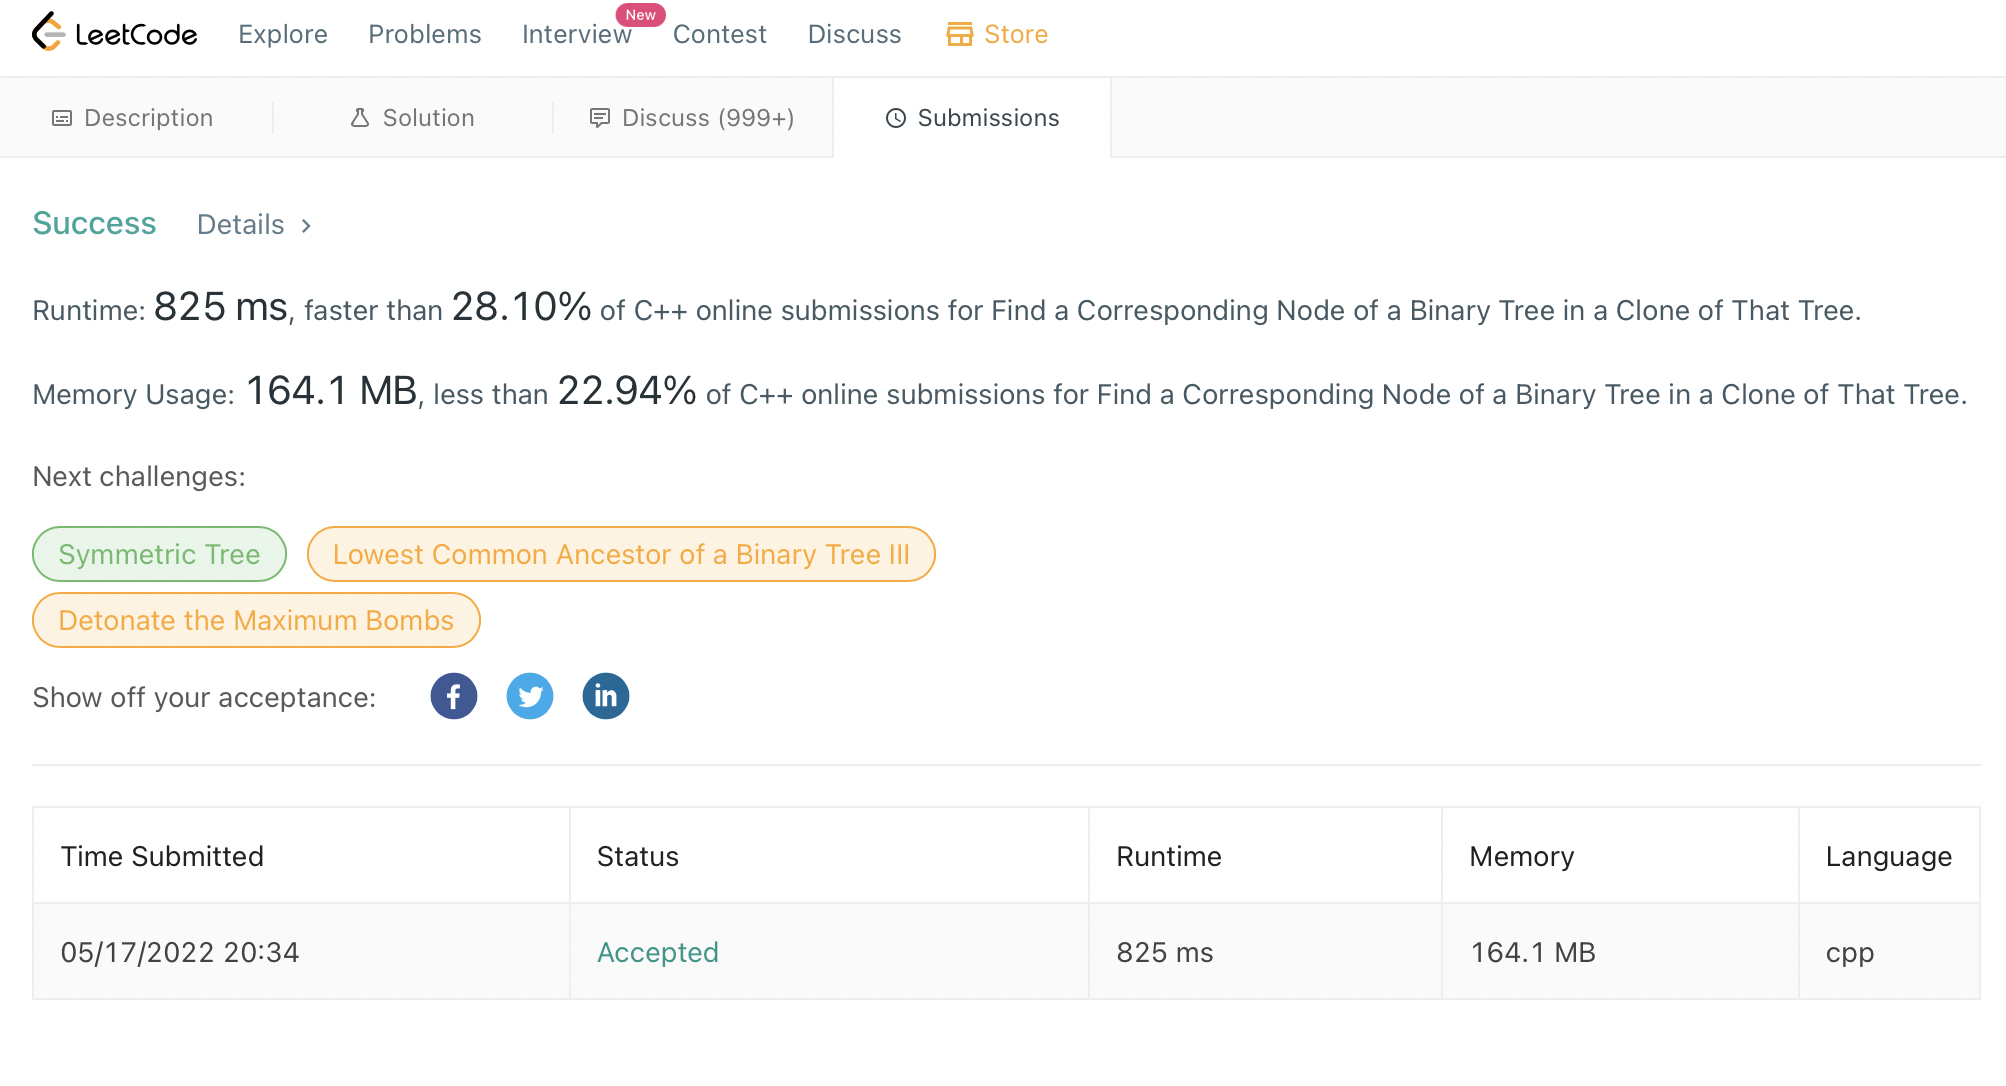 LeetCode Explore Problems Interview New Contest Discuss Store
Description Solution Discuss (999+) Submissions
Success Details ›
Runtime: 825 ms, faster than 28.10% of C++ online submissions for Find a Corresponding Node of a Binary Tree in a Clone of That Tree.
Memory Usage: 164.1 MB, less than 22.94% of C++ online submissions for Find a Corresponding Node of a Binary Tree in a Clone of That Tree.
Next challenges:
Symmetric Tree Lowest Common Ancestor of a Binary Tree III
Detonate the Maximum Bombs
Show off your acceptance: f in
Time Submitted Status Runtime Memory Language
05/17/2022 20:34 Accepted 825 ms 164.1 MB cpp